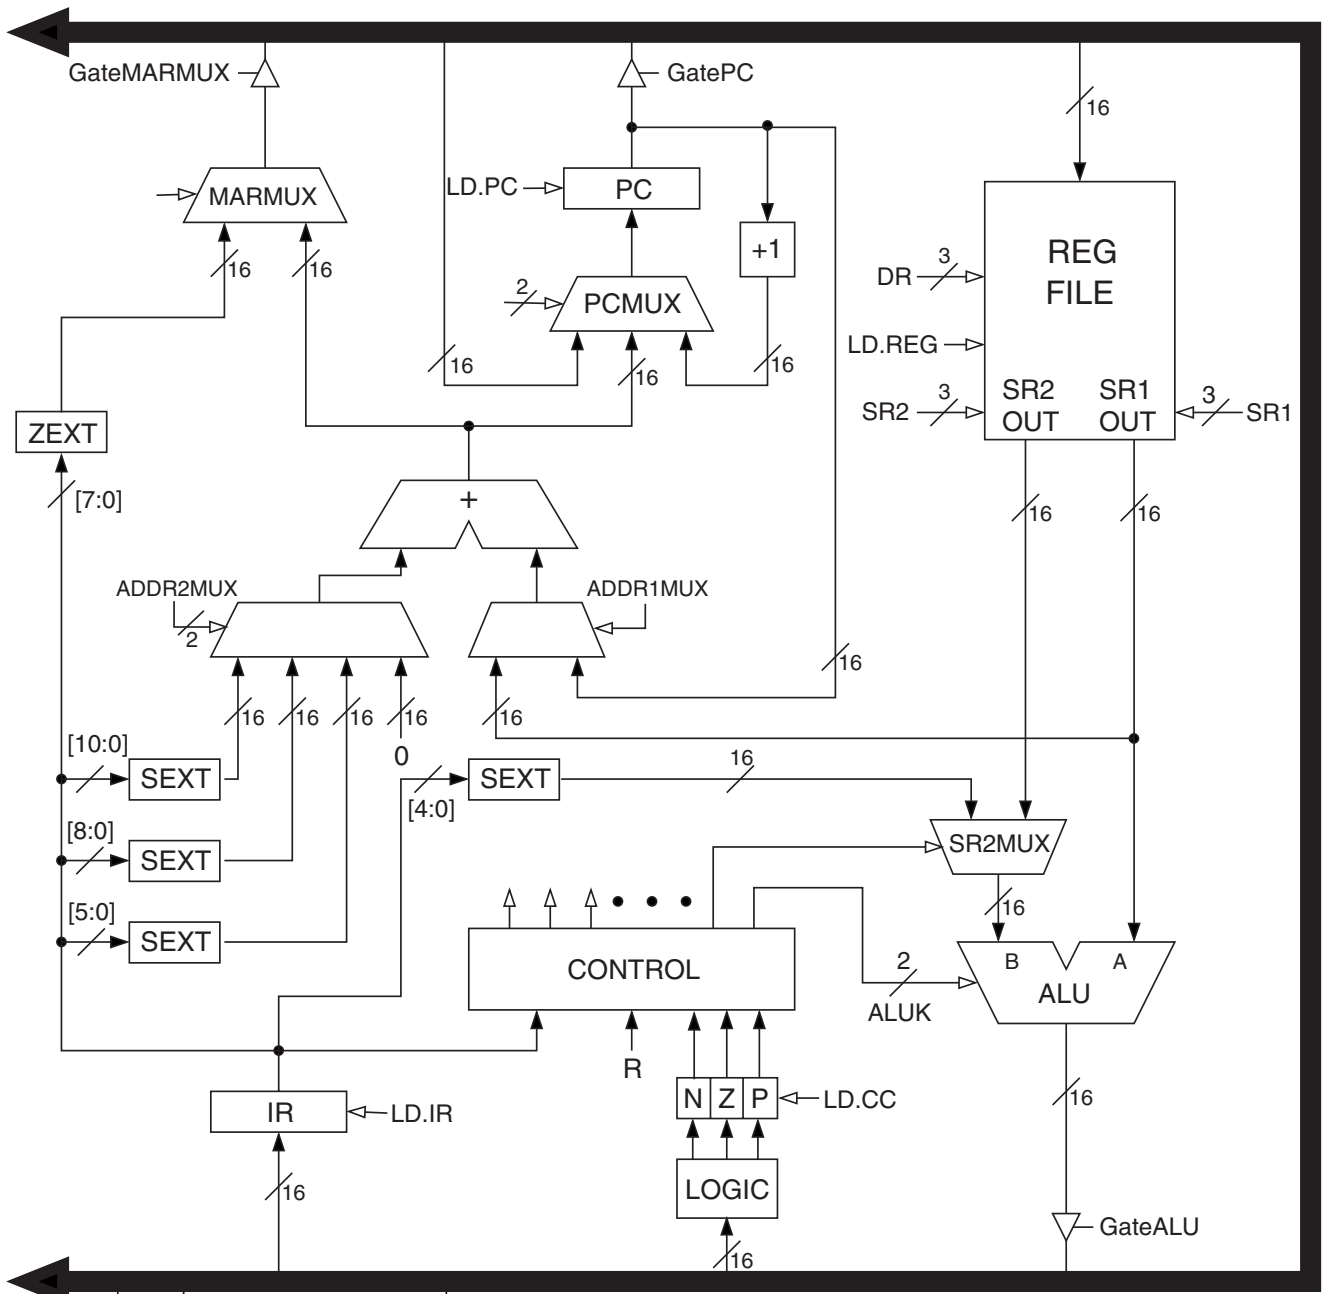 GateMARMUX
GatePC
16
LD.PC
PC
MARMUX
+1
REG
FILE
3
DR
16
16
2
PCMUX
LD.REG
16
16
16
SR2
OUT
SR1
OUT
3
SR2
3
SR1
ZEXT
[7:0]
+
16
16
ADDR2MUX
2
ADDR1MUX
16
16
16
16
16
16
0
[10:0]
SEXT
[4:0]
SEXT
16
[8:0]
SEXT
SR2MUX
16
[5:0]
SEXT
CONTROL
2
ALUK
B
A
ALU
R
N Z P
LD.CC
IR
LD.IR
16
16
LOGIC
16
GateALU